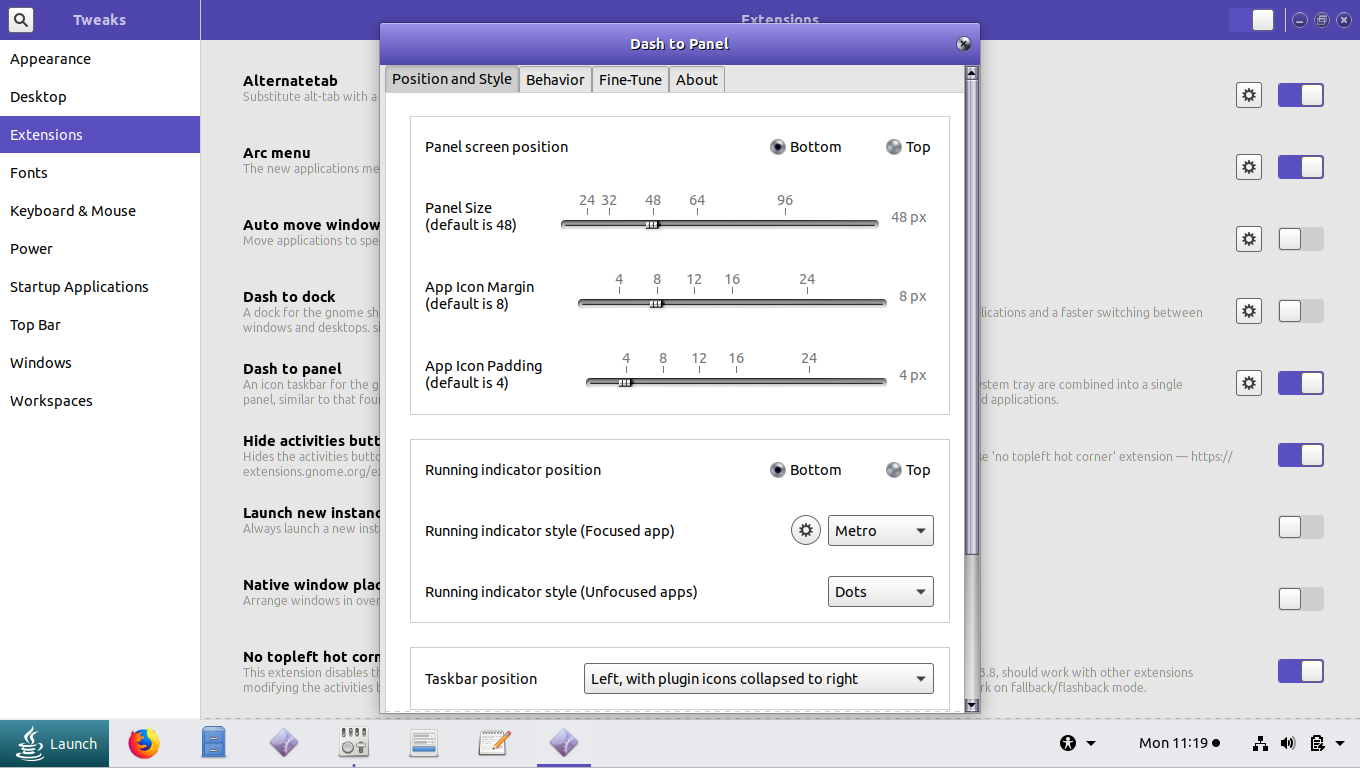 Tweaks
Extensions
Appearance
Desktop
Extensions
Fonts
Keyboard & Mouse
Power
Startup Applications
Top Bar
Windows
Workspaces
Alternatetab
Substitute alt-tab with a
Arc menu
The new applications me
Auto move window
Move applications to spe
Dash to dock
A dock for the gnome sh
plications and a faster switching between
windows and desktops. si
Dash to panel
An icon taskbar for the g
stem tray are combined into a single
panel, similar to that four
d applications.
Hide activities butt
Hides the activities butto
se 'no topleft hot corner' extension — https://
extensions.gnome.org/e
Launch new instanc
Always launch a new inst
Native window plac
Arrange windows in over
No topleft hot corn
This extension disables th
3.8, should work with other extensions
modifying the activities b
rk on fallback/flashback mode.
Dash to Panel
Position and Style
Behavior
Fine-Tune
About
Panel screen position
Bottom
Top
Panel Size
(default is 48)
24 32 48 64 96
48 px
App Icon Margin
(default is 8)
4 8 12 16 24
8 px
App Icon Padding
(default is 4)
4 8 12 16 24
4 px
Running indicator position
Bottom
Top
Running indicator style (Focused app)
Metro
Running indicator style (Unfocused apps)
Dots
Taskbar position
Left, with plugin icons collapsed to right
Launch
Mon 11:19